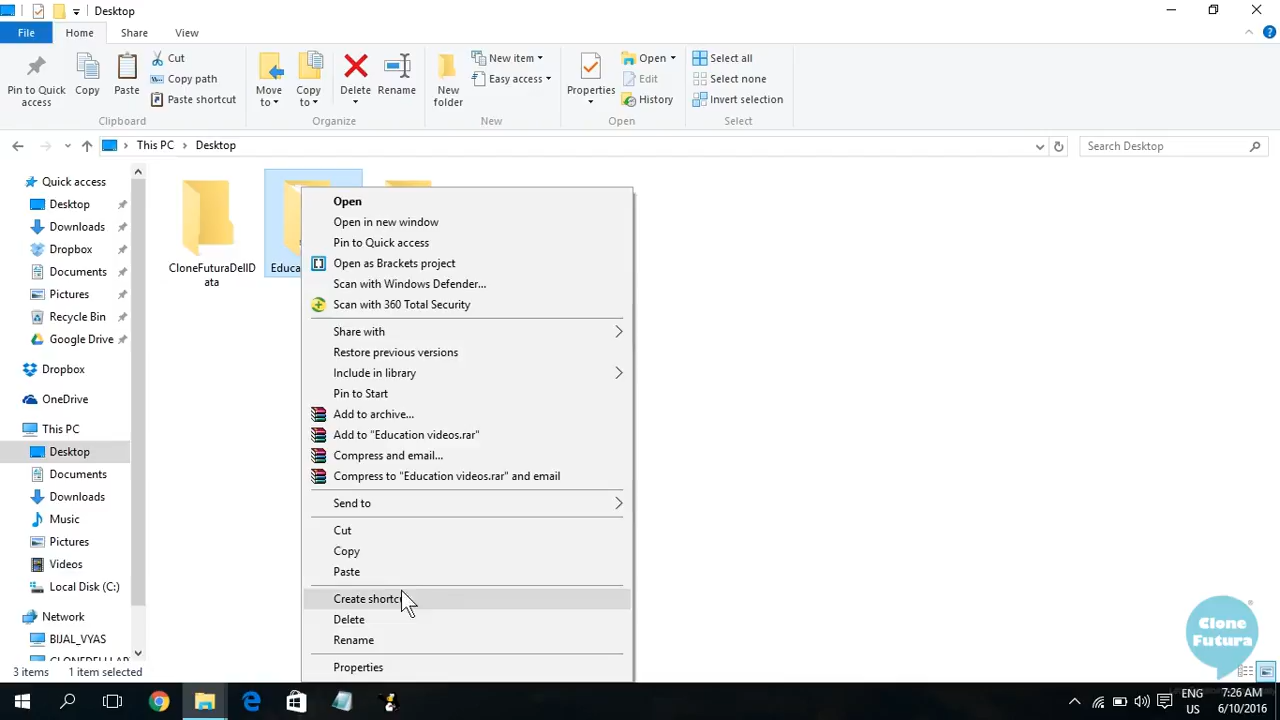 Desktop
File
Home
Share
View
Pin to Quick access
Copy
Paste
Cut
Copy path
Paste shortcut
Clipboard
Move to
Copy to
Delete
Rename
Organize
New folder
New item
Easy access
New
Properties
Open
Edit
History
Open
Select all
Select none
Invert selection
Select
This PC
Desktop
Search Desktop
Quick access
Desktop
Downloads
Dropbox
Documents
Pictures
Recycle Bin
Google Drive
Dropbox
OneDrive
This PC
Desktop
Documents
Downloads
Music
Pictures
Videos
Local Disk (C:)
Network
BIJAL_VYAS
CloneFuturaDellD
ata
Educa
Open
Open in new window
Pin to Quick access
Open as Brackets project
Scan with Windows Defender...
Scan with 360 Total Security
Share with
Restore previous versions
Include in library
Pin to Start
Add to archive...
Add to "Education videos.rar"
Compress and email...
Compress to "Education videos.rar" and email
Send to
Cut
Copy
Paste
Create shortcu
Delete
Rename
Properties
3 items
1 item selected
Clone
Futura
ENG
US
7:26 AM
6/10/2016